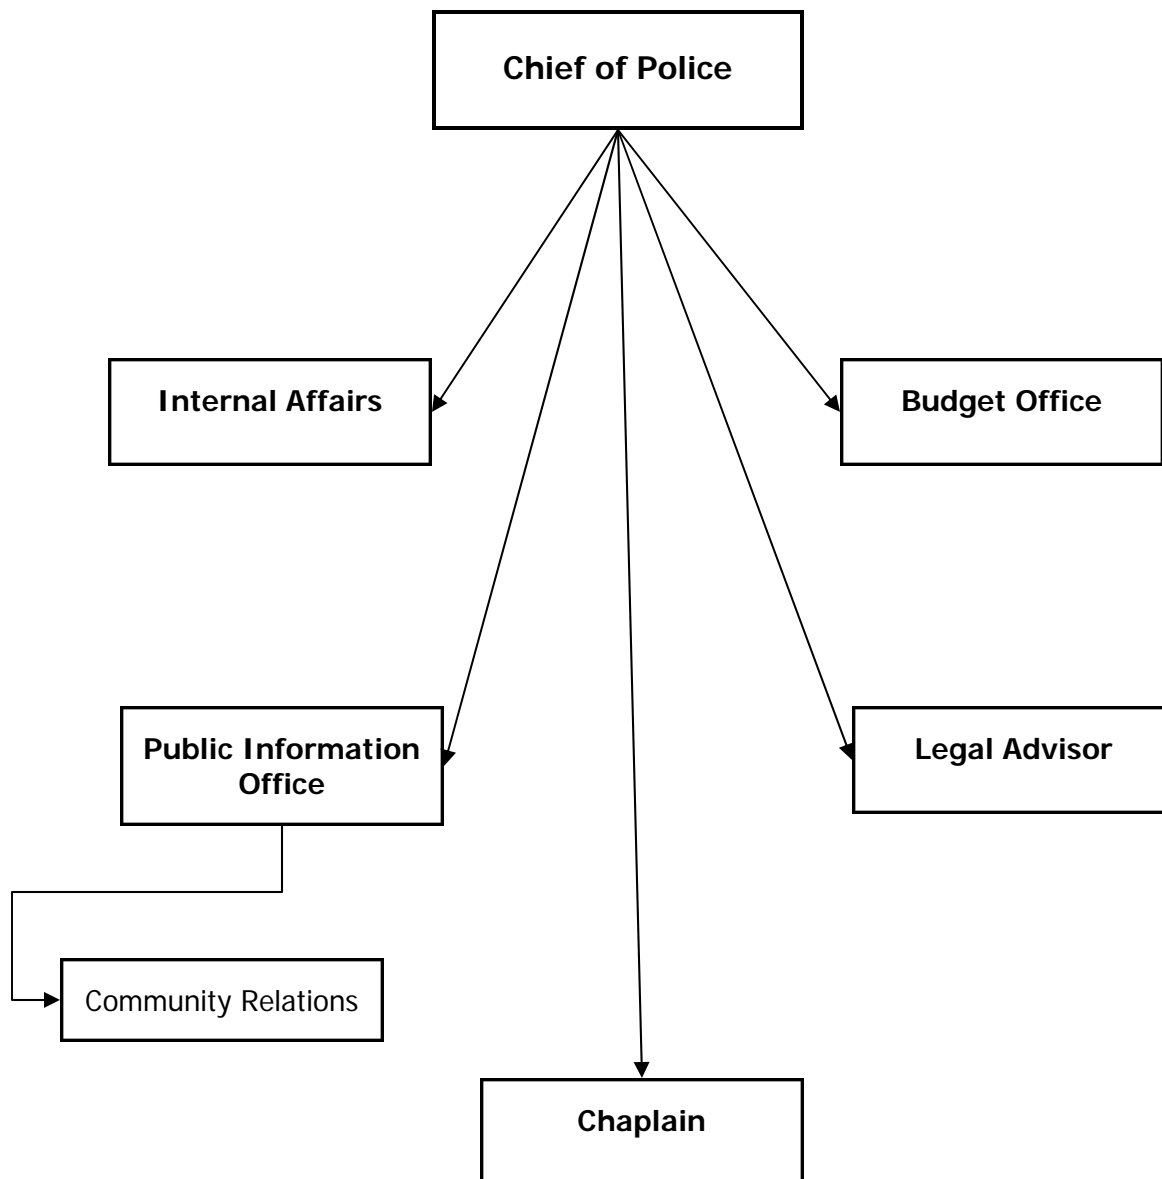 Chief of Police
Internal Affairs
Budget Office
Public Information
Office
Legal Advisor
Community Relations
Chaplain